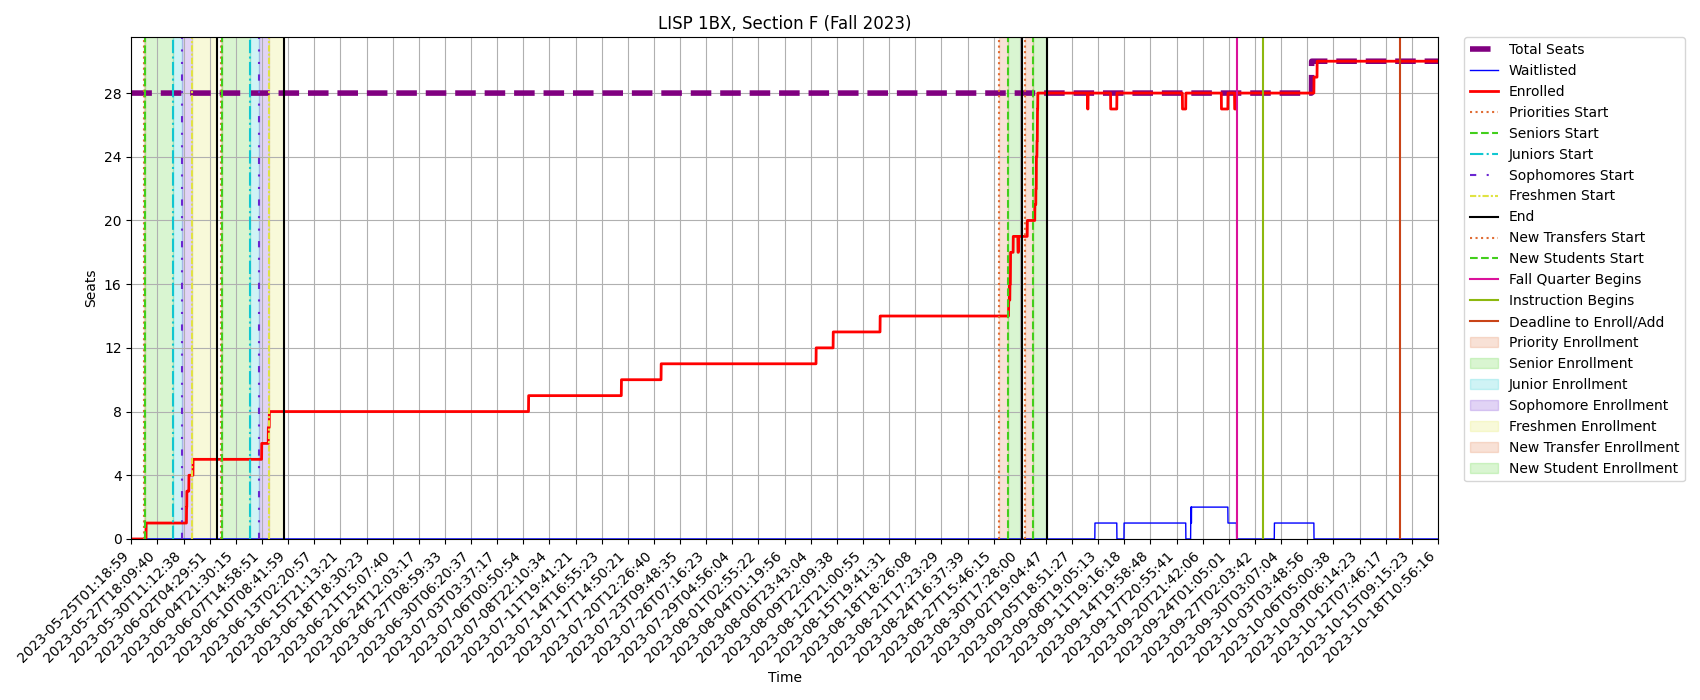 LISP 1BX, Section F (Fall 2023)
Seats
28
24
20
16
12
8
4
0
2023-05-25T01:18:59
2023-05-27T18:09:40
2023-05-30T11:12:38
2023-06-02T04:29:51
2023-06-04T21:30:15
2023-06-07T14:58:51
2023-06-10T08:41:59
2023-06-13T02:20:57
2023-06-15T21:13:21
2023-06-18T18:30:23
2023-06-21T15:07:40
2023-06-24T12:03:17
2023-06-27T08:59:33
2023-06-30T06:20:37
2023-07-03T03:37:17
2023-07-06T00:50:54
2023-07-08T22:10:34
2023-07-11T19:41:21
2023-07-14T16:55:23
2023-07-17T14:50:21
2023-07-20T12:26:40
2023-07-23T09:48:35
2023-07-26T07:16:23
2023-07-29T04:56:04
2023-08-01T02:55:22
2023-08-04T01:19:56
2023-08-06T23:43:04
2023-08-09T22:09:38
2023-08-12T21:00:55
2023-08-15T19:41:31
2023-08-18T18:26:08
2023-08-21T17:23:29
2023-08-24T16:37:39
2023-08-27T15:46:15
2023-08-30T17:28:00
2023-09-02T19:04:47
2023-09-05T18:51:27
2023-09-08T19:05:13
2023-09-11T19:16:18
2023-09-14T19:58:48
2023-09-17T20:55:41
2023-09-20T21:42:06
2023-09-24T01:05:01
2023-09-27T02:03:42
2023-09-30T03:07:04
2023-10-03T03:48:56
2023-10-06T05:00:38
2023-10-09T06:14:23
2023-10-12T07:46:17
2023-10-15T09:15:23
2023-10-18T10:56:16
Time
Total Seats
Waitlisted
Enrolled
Priorities Start
Seniors Start
Juniors Start
Sophomores Start
Freshmen Start
End
New Transfers Start
New Students Start
Fall Quarter Begins
Instruction Begins
Deadline to Enroll/Add
Priority Enrollment
Senior Enrollment
Junior Enrollment
Sophomore Enrollment
Freshmen Enrollment
New Transfer Enrollment
New Student Enrollment